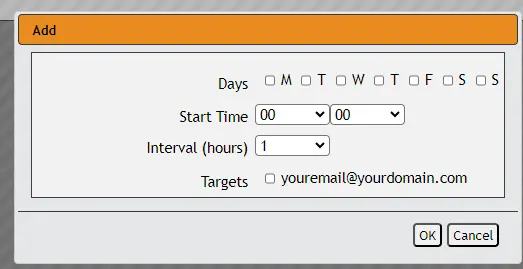 Add
Days M T W T F S S
Start Time 00 00
Interval (hours) 1
Targets youremail@yourdomain.com
OK Cancel